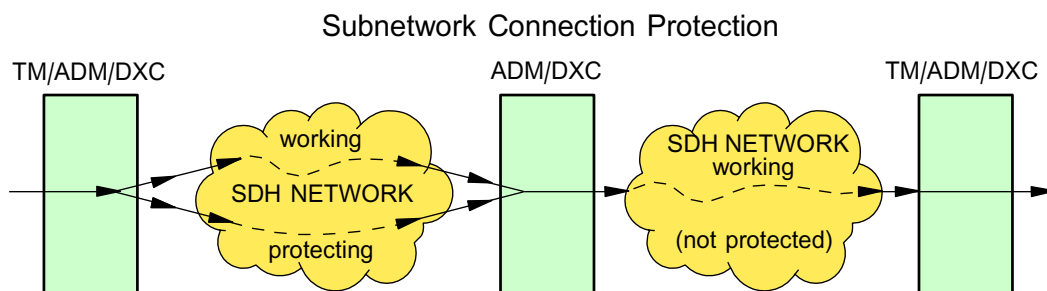 Subnetwork Connection Protection
TM/ADM/DXC
ADM/DXC
TM/ADM/DXC
working
SDH NETWORK
protecting
SDH NETWORK
working
(not protected)